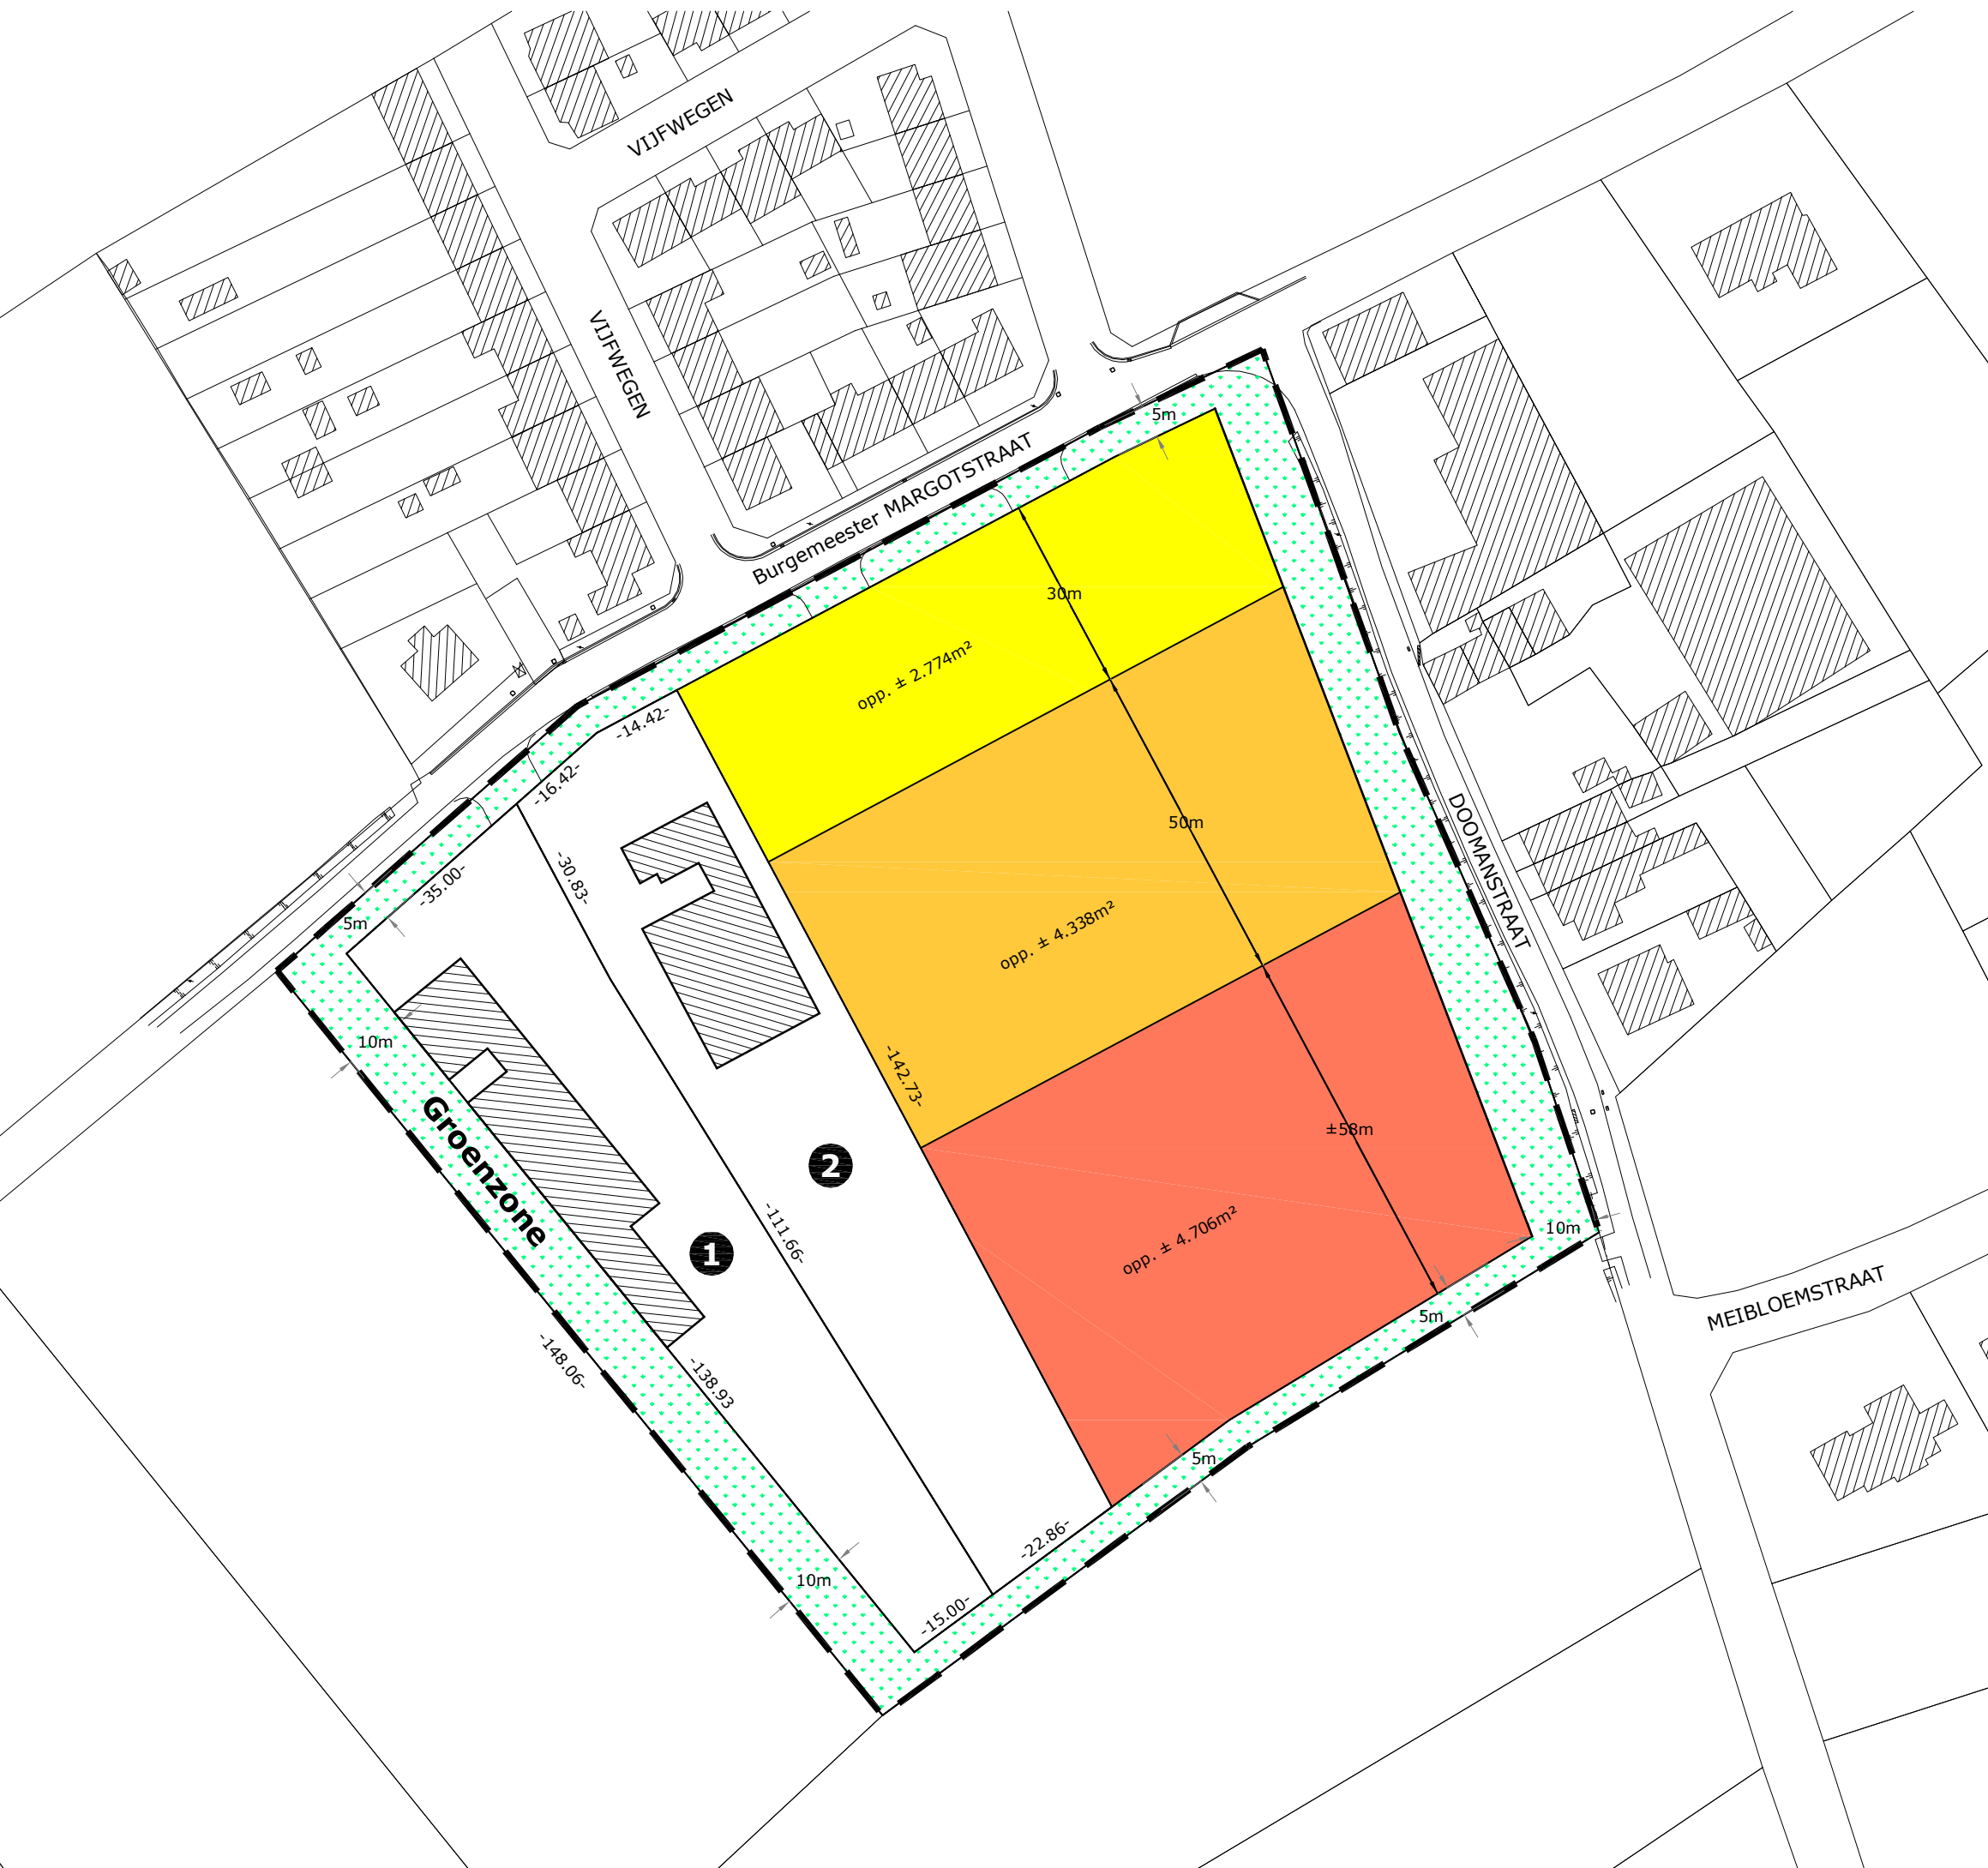 VIJFWEGEN
VIJFWEGEN
5m
Burgemeester MARGOTSTRAAT
30m
opp. ± 2.774m²
-14.42-
-16.42-
50m
-30.83-
-35.00-
5m
DOOMANSTRAAT
opp. ± 4.338m²
10m
-142.73-
Groenzone
±58m
2
-111.66-
opp. ± 4.706m²
10m
1
MEIBLOEMSTRAAT
5m
-148.06-
-138.93
5m
-22.86-
10m
-15.00-